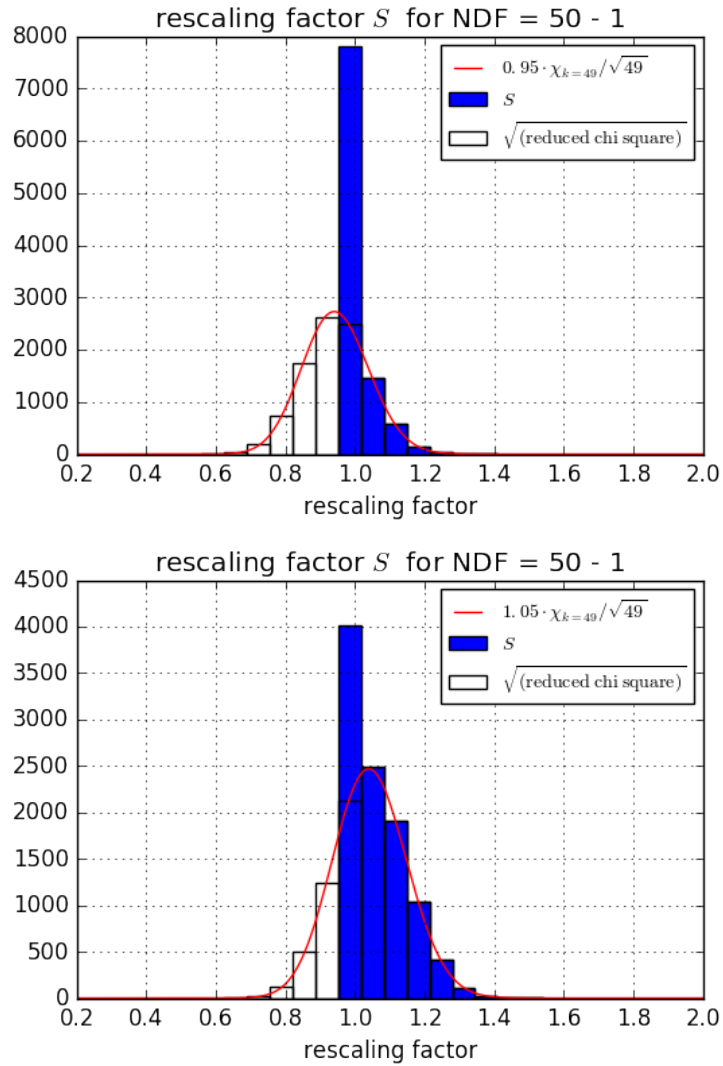 rescaling factor S for NDF = 50 - 1
8000
7000
6000
5000
4000
3000
2000
1000
0
0.95 · χ_{k=49}/√49
S
√(reduced chi square)
0.2 0.4 0.6 0.8 1.0 1.2 1.4 1.6 1.8 2.0
rescaling factor
rescaling factor S for NDF = 50 - 1
4500
4000
3500
3000
2500
2000
1500
1000
500
0
1.05 · χ_{k=49}/√49
S
√(reduced chi square)
0.2 0.4 0.6 0.8 1.0 1.2 1.4 1.6 1.8 2.0
rescaling factor